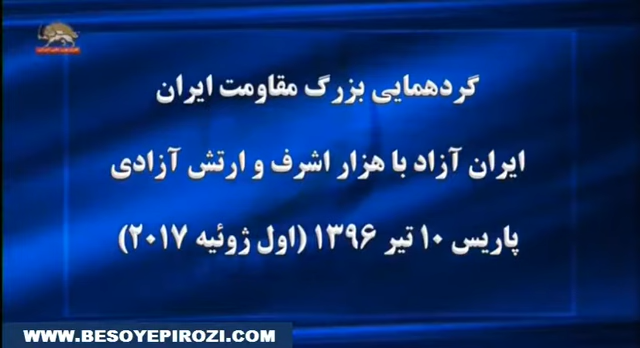 گردهمایی بزرگ مقاومت ایران
ایران آزاد با هزار اشرف و ارتش آزادی
پاریس ۱۰ تیر ۱۳۹۶ (اول ژوئیه ۲۰۱۷)
WWW.BESOYEPIROZI.COM